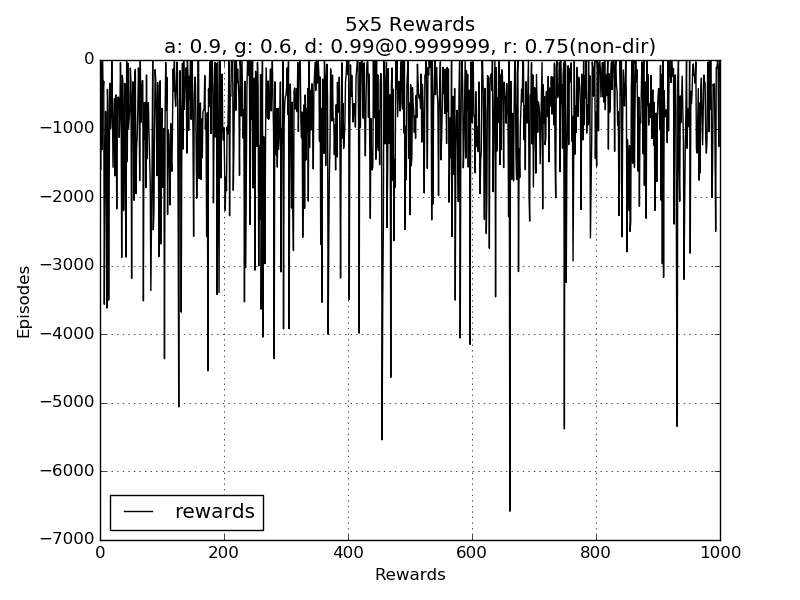 5x5 Rewards
a: 0.9, g: 0.6, d: 0.99@0.999999, r: 0.75(non-dir)
0
−1000
−2000
−3000
−4000
−5000
−6000
−7000
Episodes
rewards
0 200 400 600 800 1000
Rewards